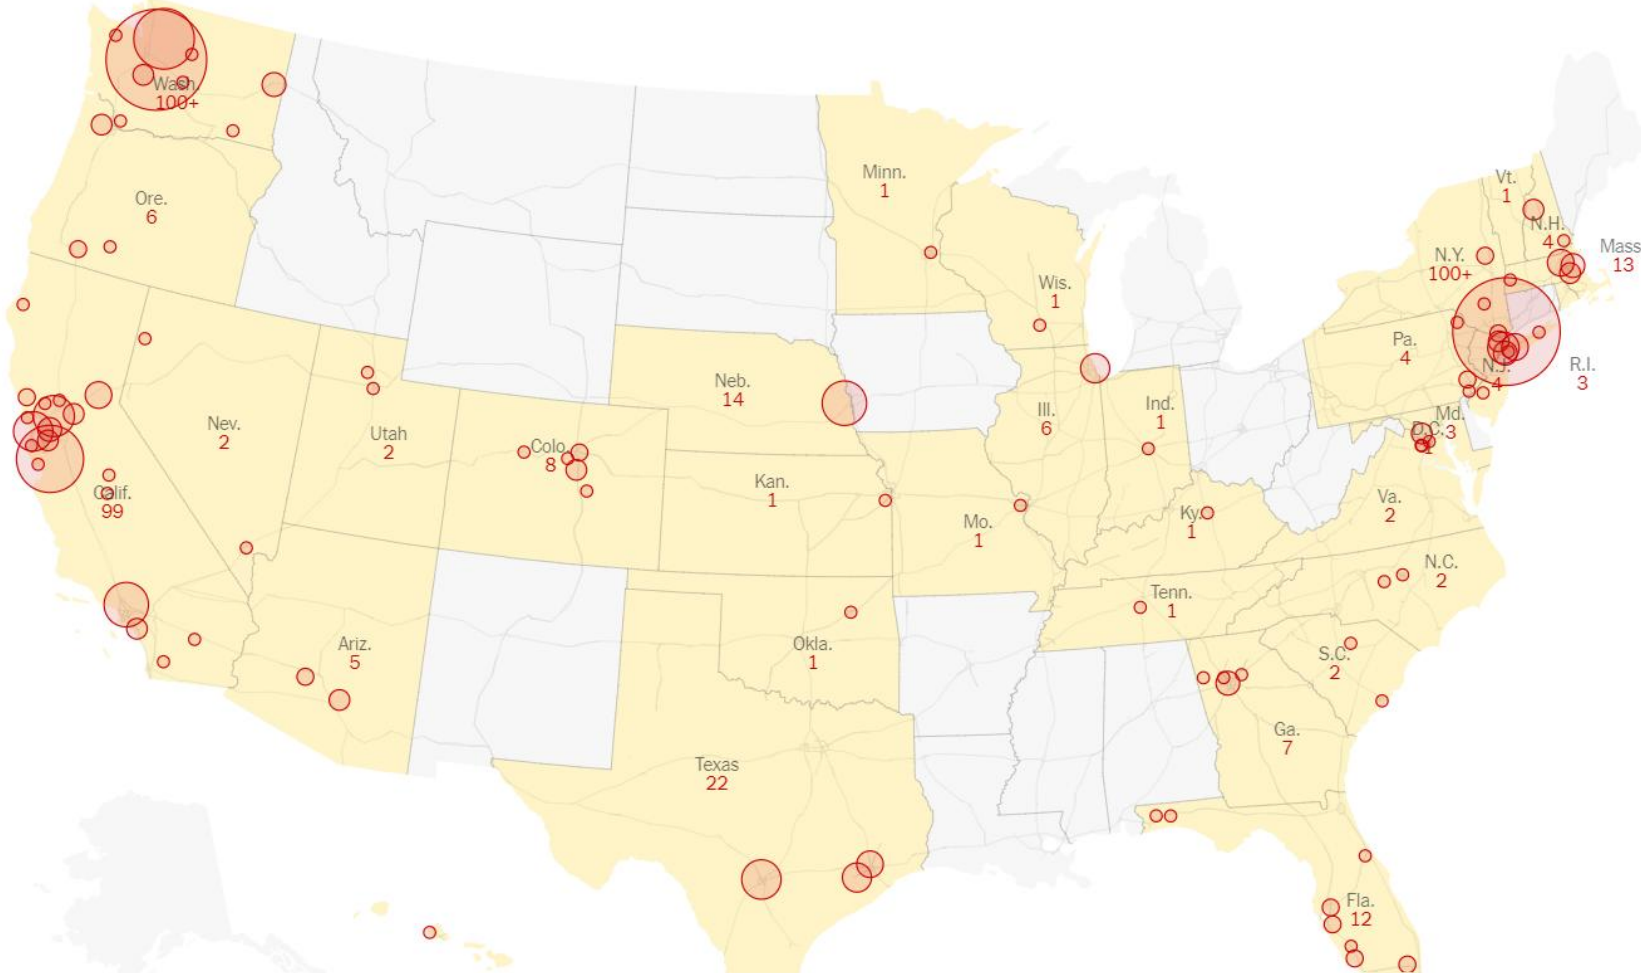 Wash.
100+
Ore.
6
Minn.
1
Vt.
1
N.H.
4
Mass
13
N.Y.
100+
Wis.
1
Pa.
4
N.J.
4
R.I.
3
Neb.
14
Ill.
6
Ind.
1
Md.
3
D.C.
1
Nev.
2
Utah
2
Colo.
8
Calif.
99
Kan.
1
Mo.
1
Ky.
1
Va.
2
N.C.
2
Tenn.
1
Ariz.
5
Okla.
1
S.C.
2
Ga.
7
Texas
22
Fla.
12